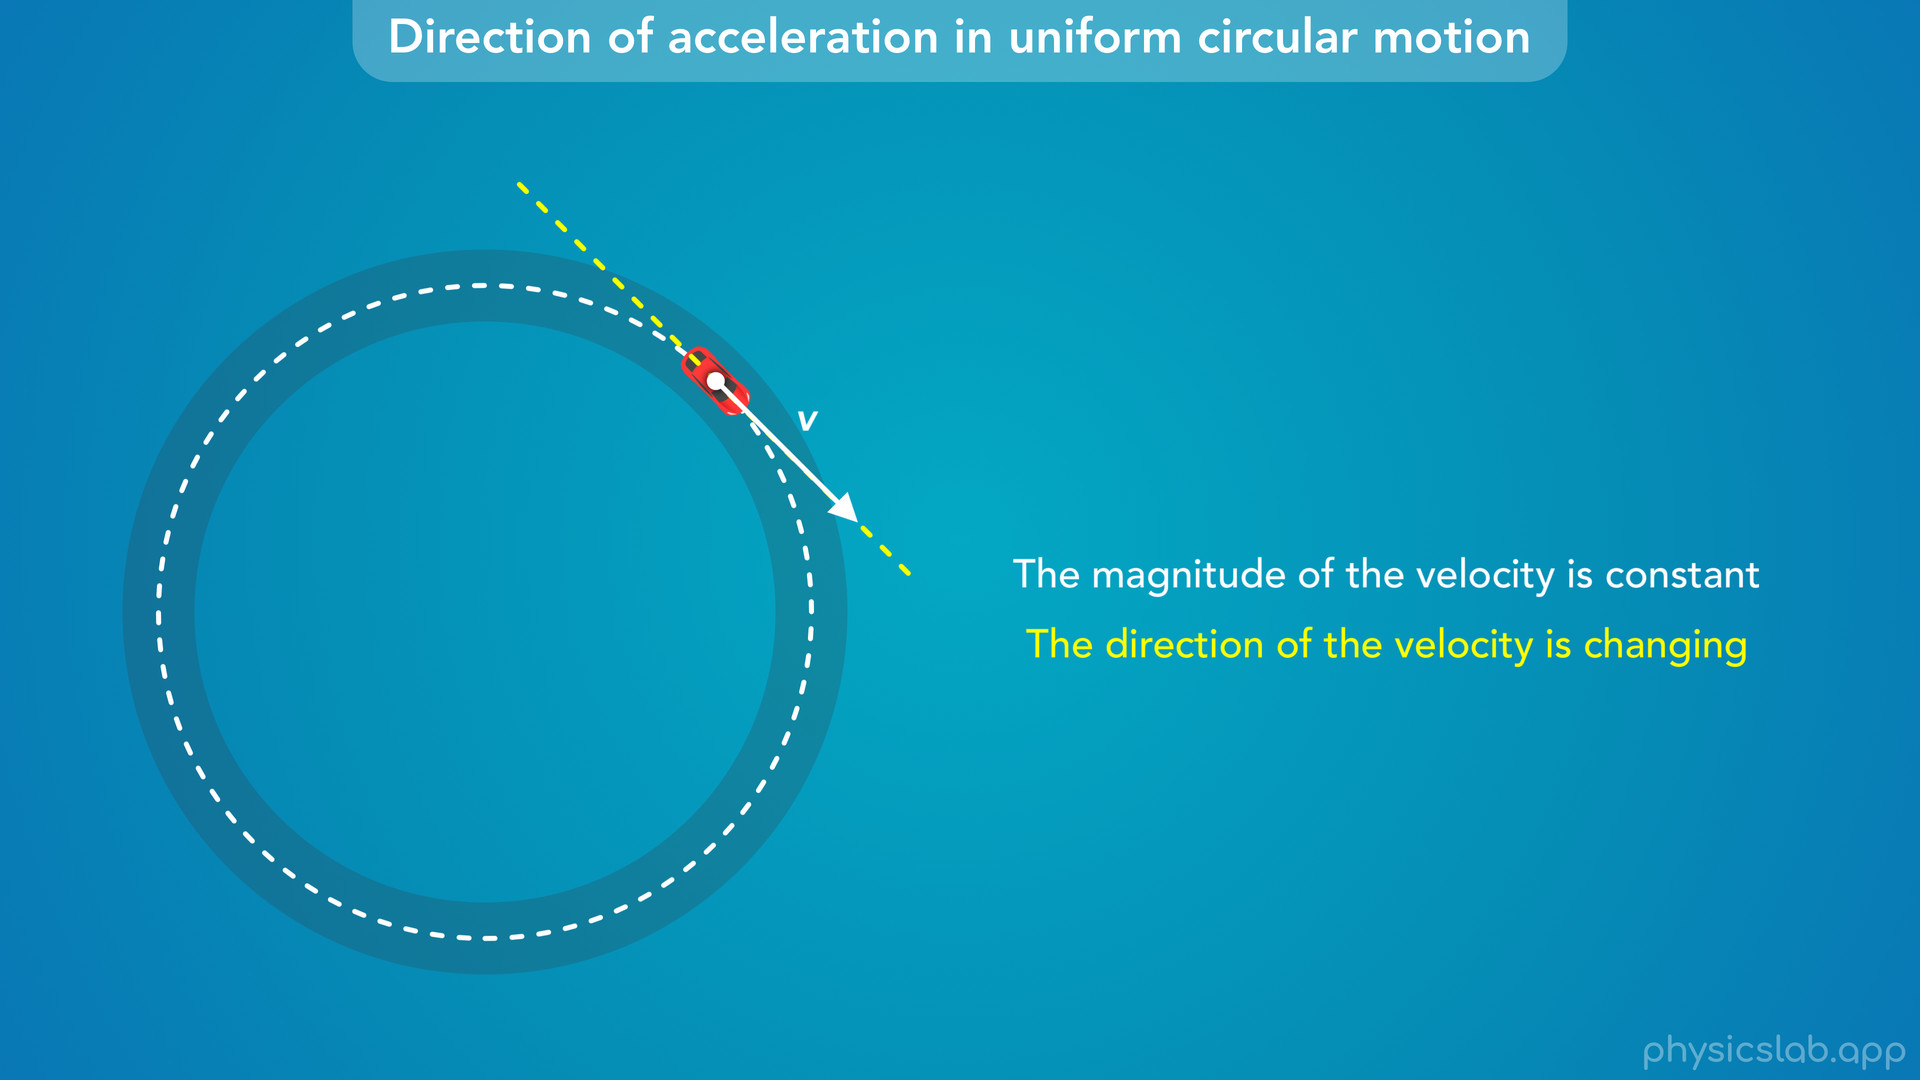 Direction of acceleration in uniform circular motion
v
The magnitude of the velocity is constant
The direction of the velocity is changing
physicslab.app